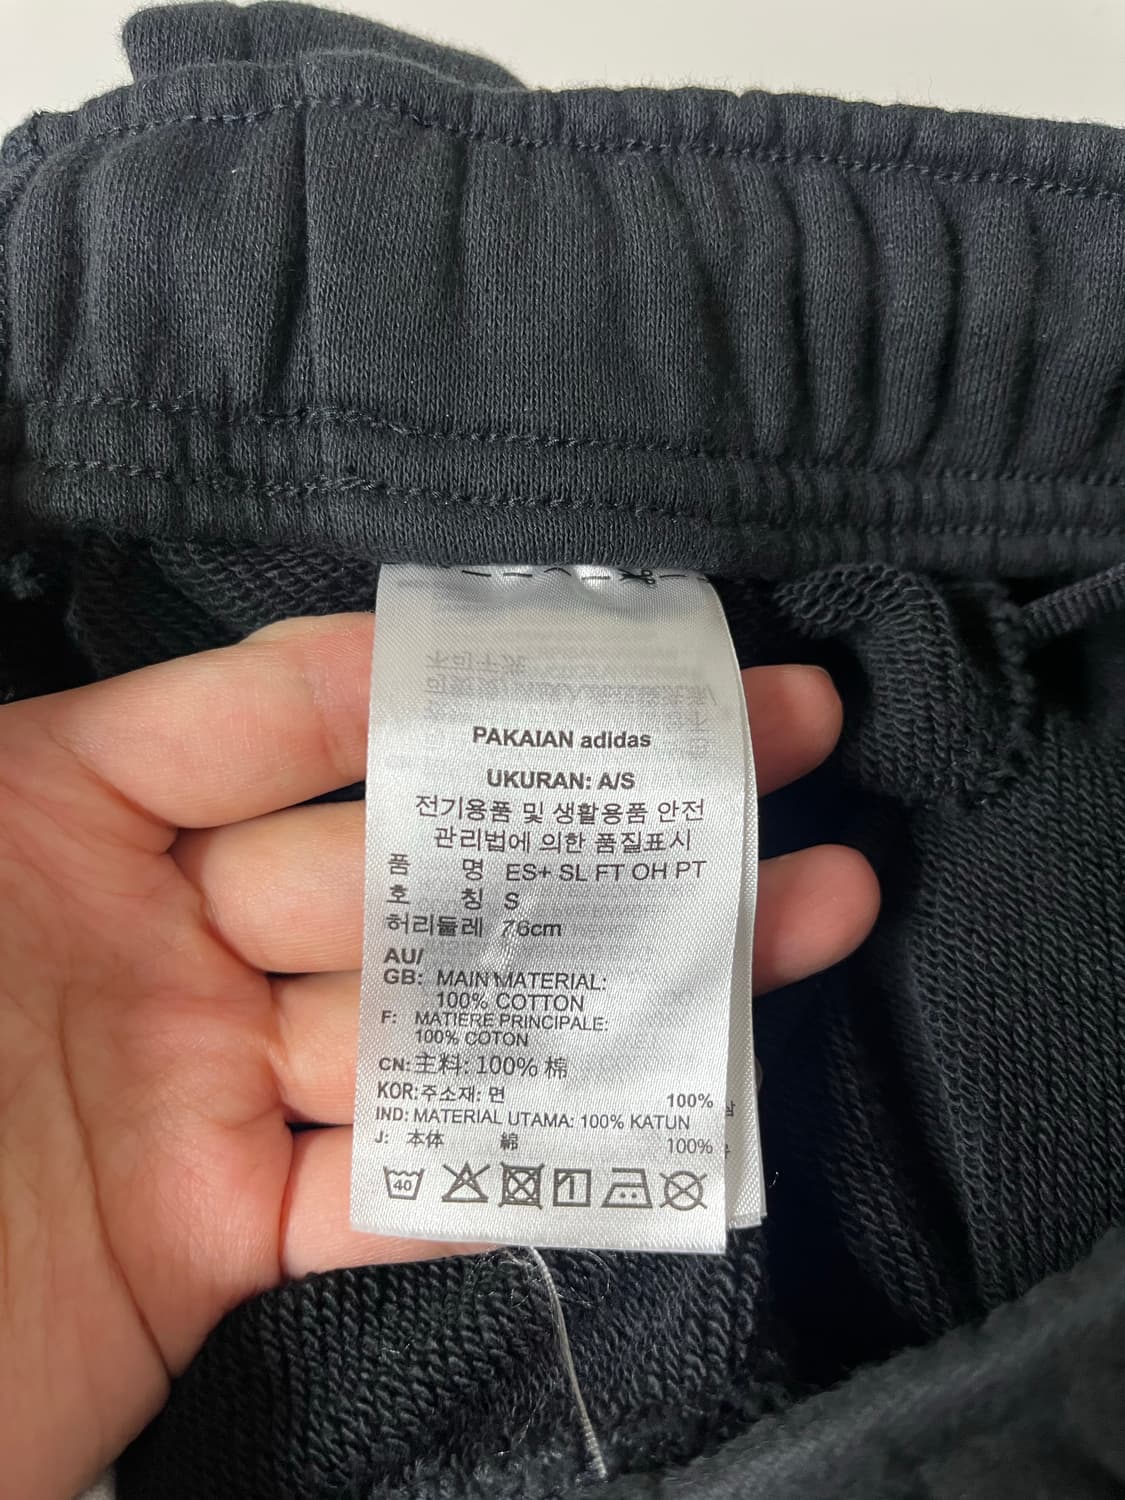 PAKAIAN adidas
UKURAN: A/S
전기용품 및 생활용품 안전
관리법에 의한 품질표시
품 명 ES+ SL FT OH PT
호 칭 S
허리둘레 76cm
AU/
GB: MAIN MATERIAL:
100% COTTON
F: MATIERE PRINCIPALE:
100% COTON
CN: 主料: 100% 棉
KOR: 주소재: 면 100%
IND: MATERIAL UTAMA: 100% KATUN
J: 本体 綿 100%
40